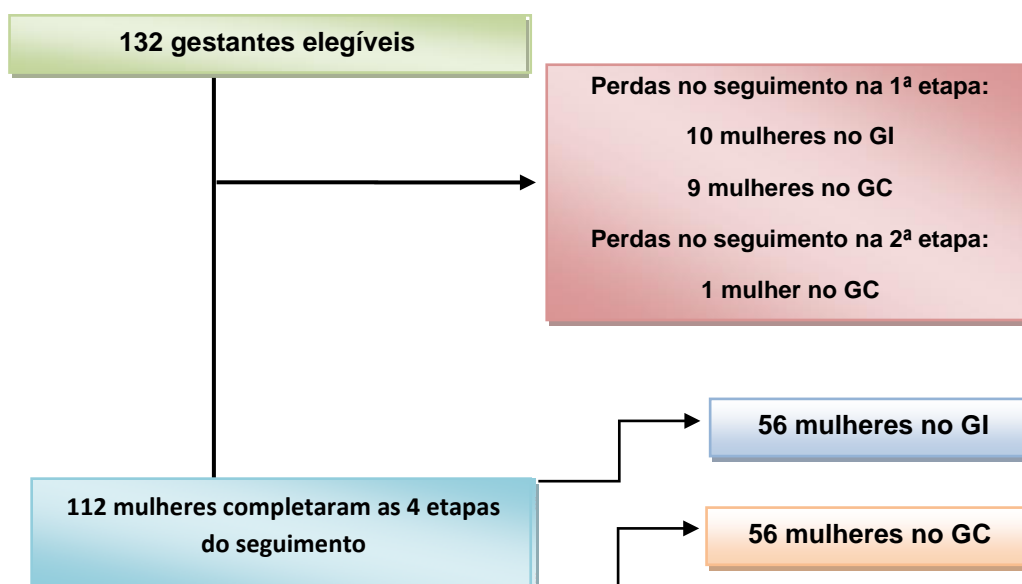 132 gestantes elegíveis
Perdas no seguimento na 1ª etapa:
10 mulheres no GI
9 mulheres no GC
Perdas no seguimento na 2ª etapa:
1 mulher no GC
56 mulheres no GI
112 mulheres completaram as 4 etapas
do seguimento
56 mulheres no GC